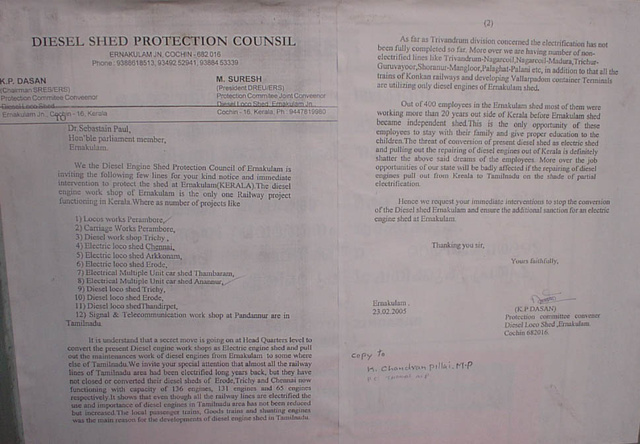 DIESEL SHED PROTECTION COUNSIL
ERNAKULAM JN, COCHIN - 682 016
Phone : 9389518513, 93492 52941, 93884 53339
K.P. DASAN
(Chairman SRES/ERS)
Protection Committee Convenor
Diesel Loco Shed
Ernakulam Jn, Cochin - 16, Kerala
M. SURESH
(President DREU/ERS)
Protection Commitee Joint Convenor
Diesel Loco Shed, Ernakulam Jn.
Cochin - 16, Kerala, Ph : 9447819980
TO
Dr.Sebastain Paul,
Hon'ble parliament member,
Ernakulam.
We the Diesel Engine Shed Protection Council of Ernakulam is
inviting the following few lines for your kind notice and immediate
intervention to protect the shed at Ernakulam(KERALA).The diesel
engine work shop of Ernakulam is the only one Railway project
functioning in Kerala.Where as number of projects like
1) Locos works Perambore,
2) Carriage Works Perambore,
3) Diesel work shop Trichy,
4) Electric loco shed Chennai,
5) Electric loco shed Arkkonam,
6) Electric loco shed Erode,
7) Electrical Multiple Unit car shed Thambaram,
8) Electrical Multiple Unit car shed Anannur,
9) Diesel loco shed Trichy,
10) Diesel loco shed Erode,
11) Diesel loco shedThandirpet,
12) Signal & Telecommunication work shop at Pandannur are in
Tamilnadu
It is understand that a secret move is going on at Head Quarters level to
convert the present Diesel engine work shops as Electric engine shed and pull
out the maintenances work of diesel engines from Ernakulam to some where
else of Tamilnadu.We invite your special attention that almost all the railway
lines of Tamilnadu area had been electrified long years back, but they have
not closed or converted their diesel sheds of Erode,Trichy and Chennai now
functioning with capacity of 136 engines, 131 engines and 65 engines
respectively.It shows that even though all the railway lines are electrified the
use and importance of diesel engines in Tamilnadu area has not been reduced
but increased.The local passenger trains, Goods trains and shunting engines
was the main reason for the developments of diesel engine shed in Tamilnadu.
(2)
As far as Trivandrum division concerned the electrification has not
been fully completed so far. More over we are having number of non-
electrified lines like Trivandrum-Nagarcoil,Nagarcoil-Madura,Trichur-
Guruvayoor,Shoranur-Mangloor,Palaghat-Palani etc, in addition to that all the
trains of Konkan railways and developing Vallarpadom container Terminals
are utilizing only diesel engines of Ernakulam shed.
Out of 400 employees in the Ernakulam shed most of them were
working more than 20 years out side of Kerala before Ernakulam shed
became independent shed.This is the only opportunity of these
employees to stay with their family and give proper education to the
children.The threat of conversion of present diesel shed as electric shed
and pulling out the repairing of diesel engines out of Kerala is definitely
shatter the above said dreams of the employees. More over the job
opportunities of our state will be badly affected if the repairing of diesel
engines pull out from Kerala to Tamilnadu on the shade of partial
electrification.
Hence we request your immediate interventions to stop the conversion
of the Diesel shed Ernakulam and ensure the additional sanction for an electric
engine shed at Ernakulam.
Thanking you sir,
Yours faithfully,
Ernakulam .
23.02.2005
(K.P DASAN)
Protection committee convener
Diesel Loco Shed ,Ernakulam.
Cochin 682016.
copy to
M. Chandran Pillai, M.P